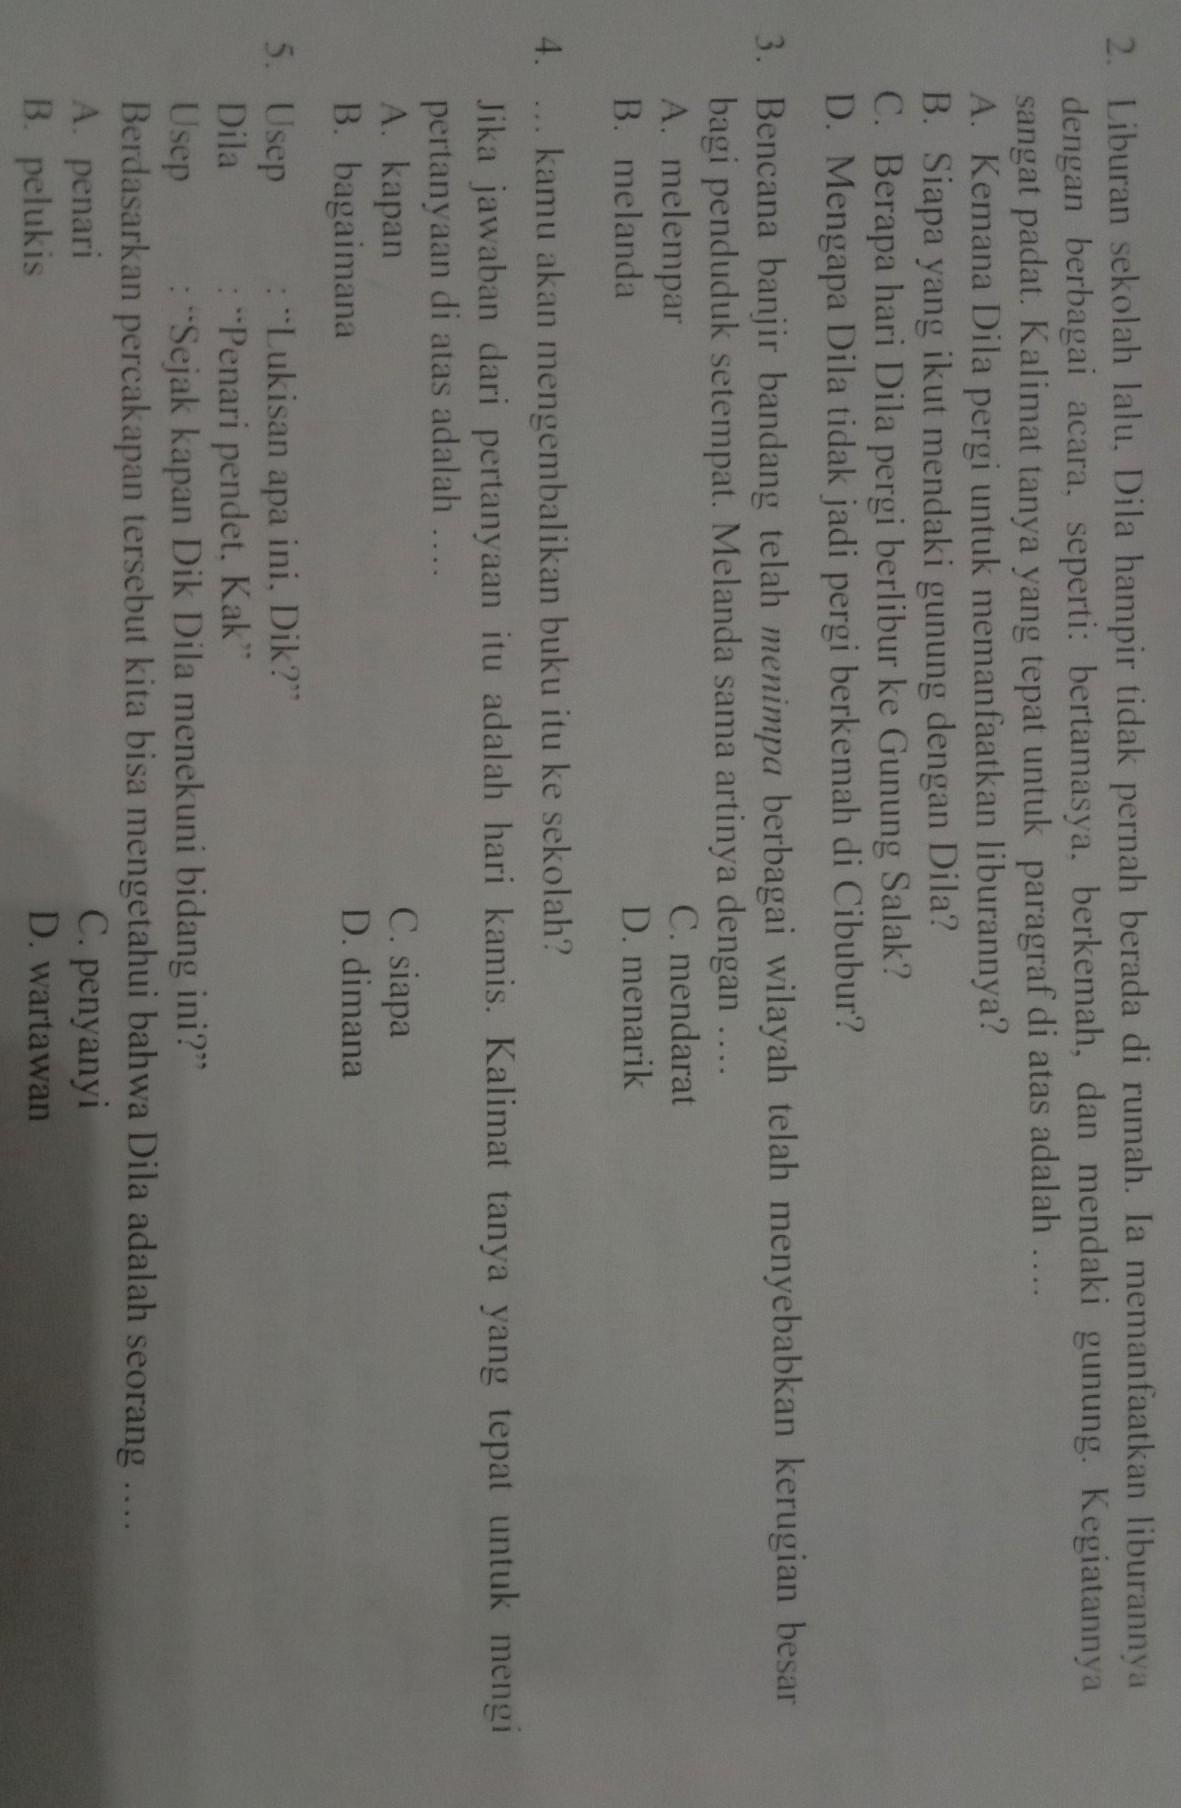 2. Liburan sekolah lalu, Dila hampir tidak pernah berada di rumah. Ia memanfaatkan liburannya
dengan berbagai acara, seperti: bertamasya, berkemah, dan mendaki gunung. Kegiatannya
sangat padat. Kalimat tanya yang tepat untuk paragraf di atas adalah ....
A. Kemana Dila pergi untuk memanfaatkan liburannya?
B. Siapa yang ikut mendaki gunung dengan Dila?
C. Berapa hari Dila pergi berlibur ke Gunung Salak?
D. Mengapa Dila tidak jadi pergi berkemah di Cibubur?
3. Bencana banjir bandang telah menimpa berbagai wilayah telah menyebabkan kerugian besar
bagi penduduk setempat. Melanda sama artinya dengan ....
A. melempar C. mendarat
B. melanda D. menarik
4. ... kamu akan mengembalikan buku itu ke sekolah?
Jika jawaban dari pertanyaan itu adalah hari kamis. Kalimat tanya yang tepat untuk mengi
pertanyaan di atas adalah ....
A. kapan C. siapa
B. bagaimana D. dimana
5. Usep : “Lukisan apa ini, Dik?”
Dila : “Penari pendet, Kak”
Usep : “Sejak kapan Dik Dila menekuni bidang ini?”
Berdasarkan percakapan tersebut kita bisa mengetahui bahwa Dila adalah seorang ....
A. penari C. penyanyi
B. pelukis D. wartawan